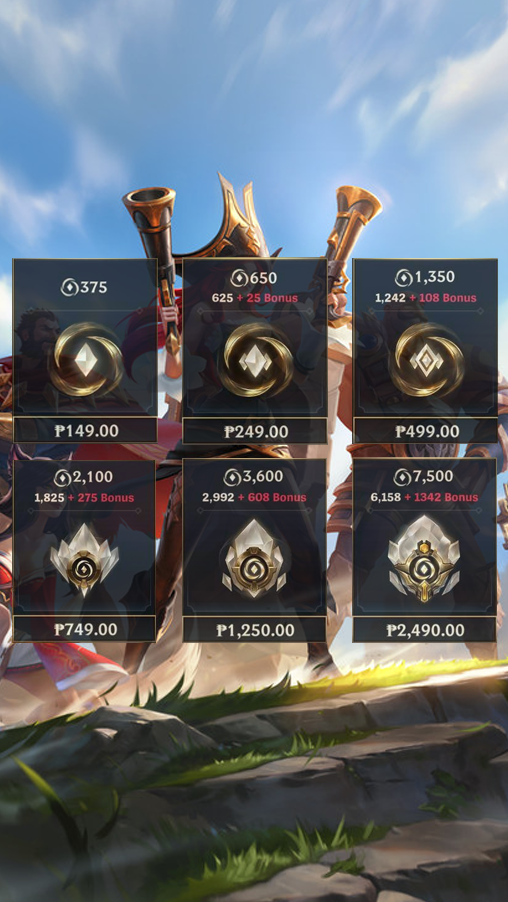 375
650
625 + 25 Bonus
1,350
1,242 + 108 Bonus
₱149.00
₱249.00
₱499.00
2,100
1,825 + 275 Bonus
3,600
2,992 + 608 Bonus
7,500
6,158 + 1342 Bonus
₱749.00
₱1,250.00
₱2,490.00